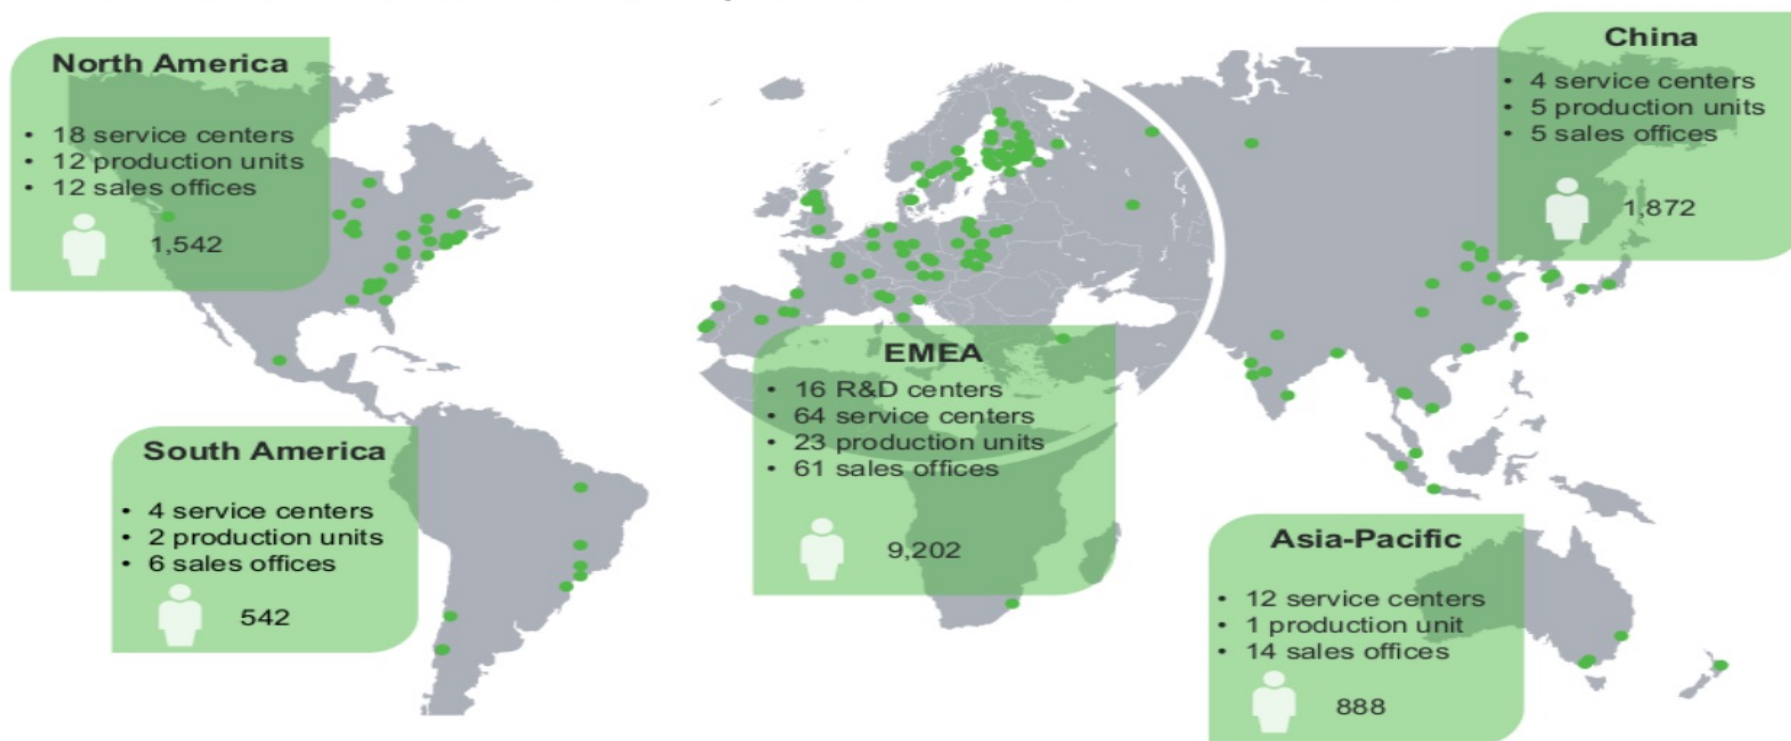 North America
• 18 service centers
• 12 production units
• 12 sales offices
1,542
South America
• 4 service centers
• 2 production units
• 6 sales offices
542
EMEA
• 16 R&D centers
• 64 service centers
• 23 production units
• 61 sales offices
9,202
China
• 4 service centers
• 5 production units
• 5 sales offices
1,872
Asia-Pacific
• 12 service centers
• 1 production unit
• 14 sales offices
888